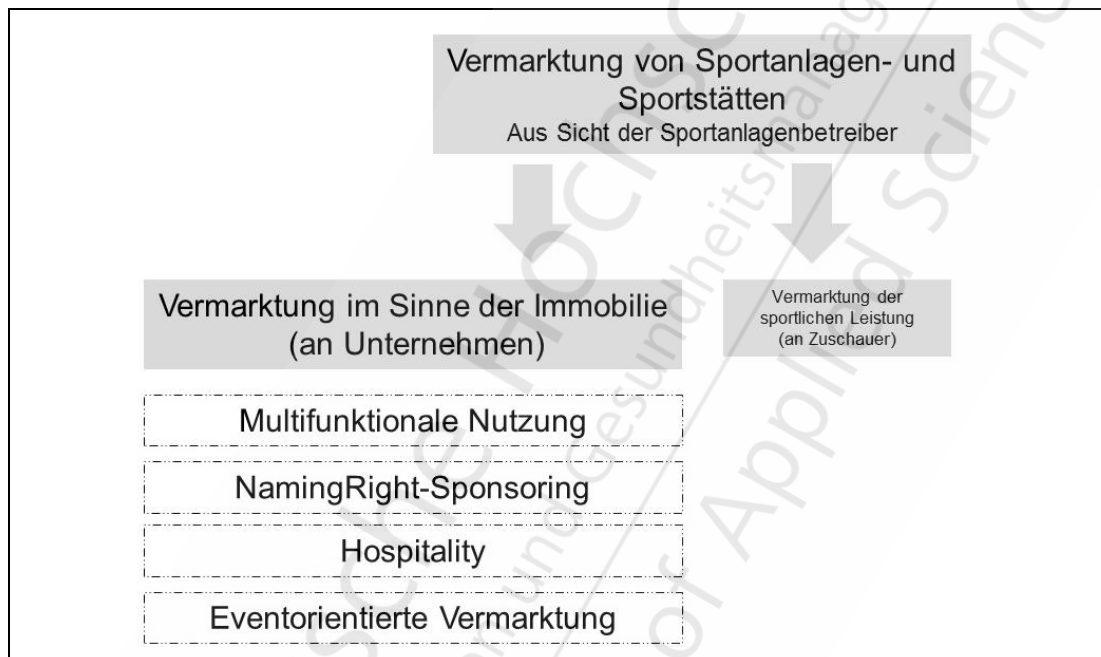 Vermarktung von Sportanlagen- und
Sportstätten
Aus Sicht der Sportanlagenbetreiber
Vermarktung im Sinne der Immobilie
(an Unternehmen)
Vermarktung der
sportlichen Leistung
(an Zuschauer)
Multifunktionale Nutzung
NamingRight-Sponsoring
Hospitality
Eventorientierte Vermarktung